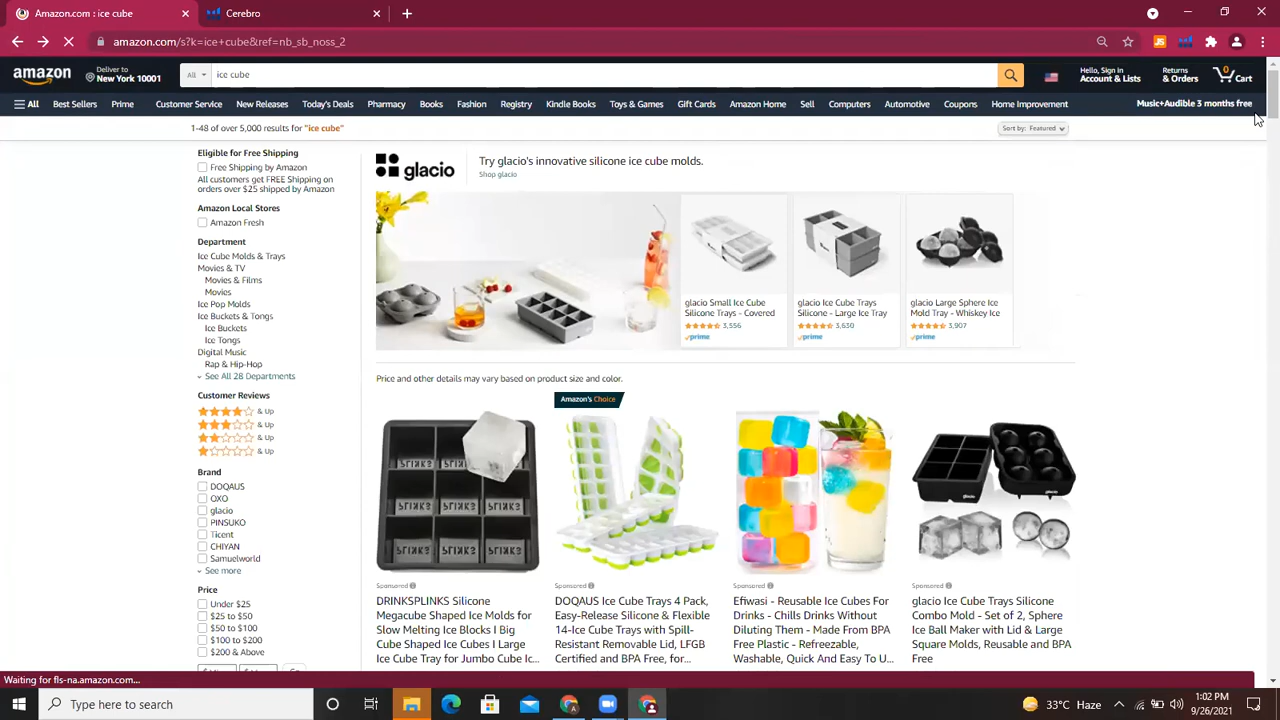 Cerebro
amazon.com/s?k=ice+cube&ref=nb_sb_noss_2
amazon
Deliver to
New York 10001
All
ice cube
Hello, Sign in
Account & Lists
Returns
& Orders
0
Cart
All
Best Sellers
Prime
Customer Service
New Releases
Today's Deals
Pharmacy
Books
Fashion
Registry
Kindle Books
Toys & Games
Gift Cards
Amazon Home
Sell
Computers
Automotive
Coupons
Home Improvement
Music+Audible 3 months free
1-48 of over 5,000 results for "ice cube"
Sort by: Featured
Eligible for Free Shipping
Free Shipping by Amazon
All customers get FREE Shipping on
orders over $25 shipped by Amazon
Amazon Local Stores
Amazon Fresh
Department
Ice Cube Molds & Trays
Movies & TV
Movies & Films
Movies
Ice Pop Molds
Ice Buckets & Tongs
Ice Buckets
Ice Tongs
Digital Music
Rap & Hip-Hop
See All 28 Departments
Customer Reviews
& Up
& Up
& Up
& Up
Brand
DOQAUS
OXO
glacio
PINSUKO
Ticent
CHIYAN
Samuelworld
See more
Price
Under $25
$25 to $50
$50 to $100
$100 to $200
$200 & Above
glacio
Try glacio's innovative silicone ice cube molds.
Shop glacio
glacio Small Ice Cube
Silicone Trays - Covered
3,556
prime
glacio Ice Cube Trays
Silicone - Large Ice Tray
3,630
prime
glacio Large Sphere Ice
Mold Tray - Whiskey Ice
3,907
prime
Price and other details may vary based on product size and color.
Amazon's Choice
Sponsored
DRINKSPLINKS Silicone
Megacube Shaped Ice Molds for
Slow Melting Ice Blocks I Big
Cube Shaped Ice Cubes I Large
Ice Cube Tray for Jumbo Cube Ic...
Sponsored
DOQAUS Ice Cube Trays 4 Pack,
Easy-Release Silicone & Flexible
14-Ice Cube Trays with Spill-
Resistant Removable Lid, LFGB
Certified and BPA Free, for...
Sponsored
Efiwasi - Reusable Ice Cubes For
Drinks - Chills Drinks Without
Diluting Them - Made From BPA
Free Plastic - Refreezable,
Washable, Quick And Easy To U...
Sponsored
glacio Ice Cube Trays Silicone
Combo Mold - Set of 2, Sphere
Ice Ball Maker with Lid & Large
Square Molds, Reusable and BPA
Free
Waiting for fls-na.amazon.com...
Type here to search
33°C Haze
1:02 PM
9/26/2021